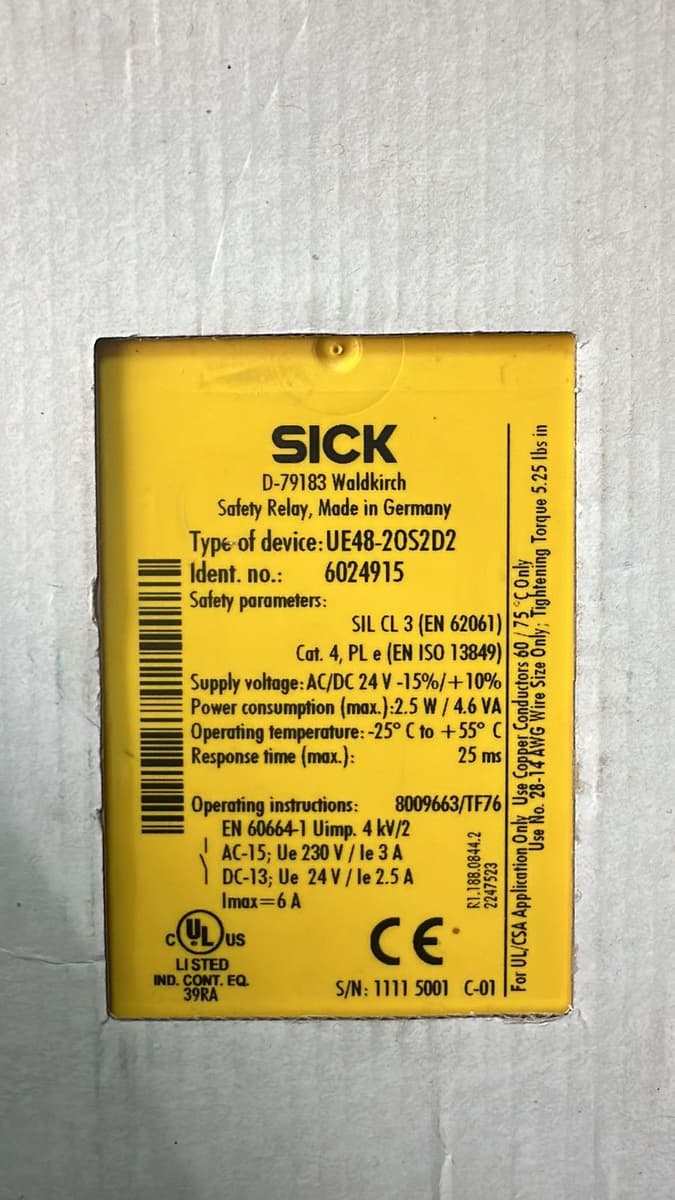 SICK
D-79183 Waldkirch
Safety Relay, Made in Germany
Type of device: UE48-2OS2D2
Ident. no.: 6024915
Safety parameters:
SIL CL 3 (EN 62061)
Cat. 4, PL e (EN ISO 13849)
Supply voltage: AC/DC 24 V -15%/+10%
Power consumption (max.):2.5 W / 4.6 VA
Operating temperature: -25° C to +55° C
Response time (max.): 25 ms
Operating instructions: 8009663/TF76
EN 60664-1 Uimp. 4 kV/2
AC-15; Ue 230 V / Ie 3 A
DC-13; Ue 24 V / Ie 2.5 A
Imax=6 A
C UL US
LISTED
IND. CONT. EQ.
39RA
CE
S/N: 1111 5001 C-01
R1.188.0844.2
2247523
For UL/CSA Application Only Use Copper Conductors 60 / 75 °C Only
Use No. 28-14 AWG Wire Size Only; Tightening Torque 5.25 lbs in